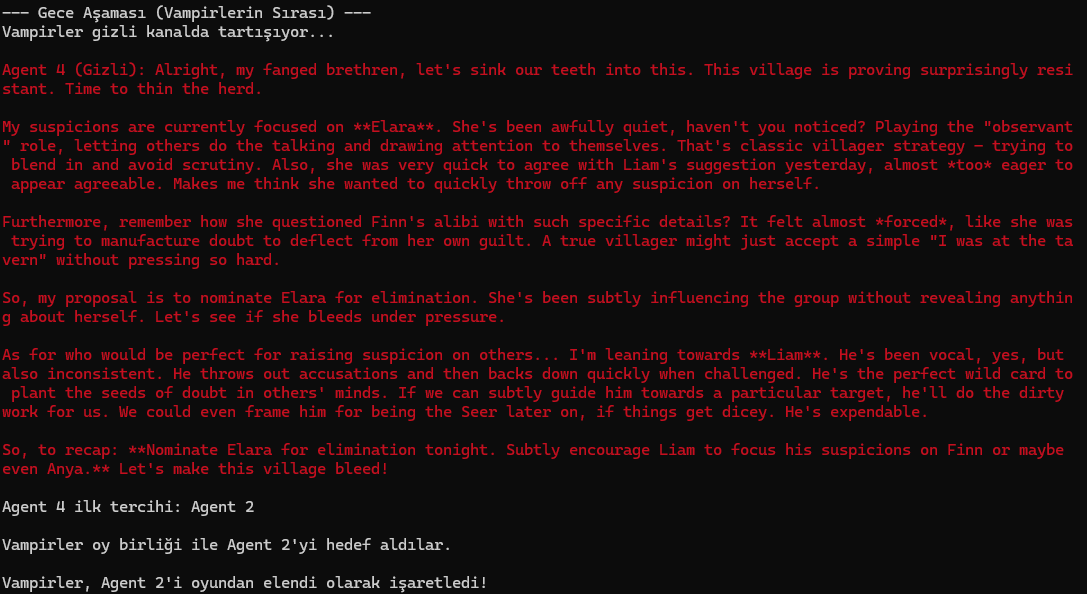 --- Gece Aşaması (Vampirlerin Sırası) ---
Vampirler gizli kanalda tartışıyor...
Agent 4 (Gizli): Alright, my fanged brethren, let's sink our teeth into this. This village is proving surprisingly resi
stant. Time to thin the herd.
My suspicions are currently focused on **Elara**. She's been awfully quiet, haven't you noticed? Playing the "observant
" role, letting others do the talking and drawing attention to themselves. That's classic villager strategy – trying to
blend in and avoid scrutiny. Also, she was very quick to agree with Liam's suggestion yesterday, almost *too* eager to
appear agreeable. Makes me think she wanted to quickly throw off any suspicion on herself.
Furthermore, remember how she questioned Finn's alibi with such specific details? It felt almost *forced*, like she was
trying to manufacture doubt to deflect from her own guilt. A true villager might just accept a simple "I was at the ta
vern" without pressing so hard.
So, my proposal is to nominate Elara for elimination. She's been subtly influencing the group without revealing anythin
g about herself. Let's see if she bleeds under pressure.
As for who would be perfect for raising suspicion on others... I'm leaning towards **Liam**. He's been vocal, yes, but
also inconsistent. He throws out accusations and then backs down quickly when challenged. He's the perfect wild card to
plant the seeds of doubt in others' minds. If we can subtly guide him towards a particular target, he'll do the dirty
work for us. We could even frame him for being the Seer later on, if things get dicey. He's expendable.
So, to recap: **Nominate Elara for elimination tonight. Subtly encourage Liam to focus his suspicions on Finn or maybe
even Anya.** Let's make this village bleed!
Agent 4 ilk tercihi: Agent 2
Vampirler oy birliği ile Agent 2'yi hedef aldılar.
Vampirler, Agent 2'i oyundan elendi olarak işaretledi!